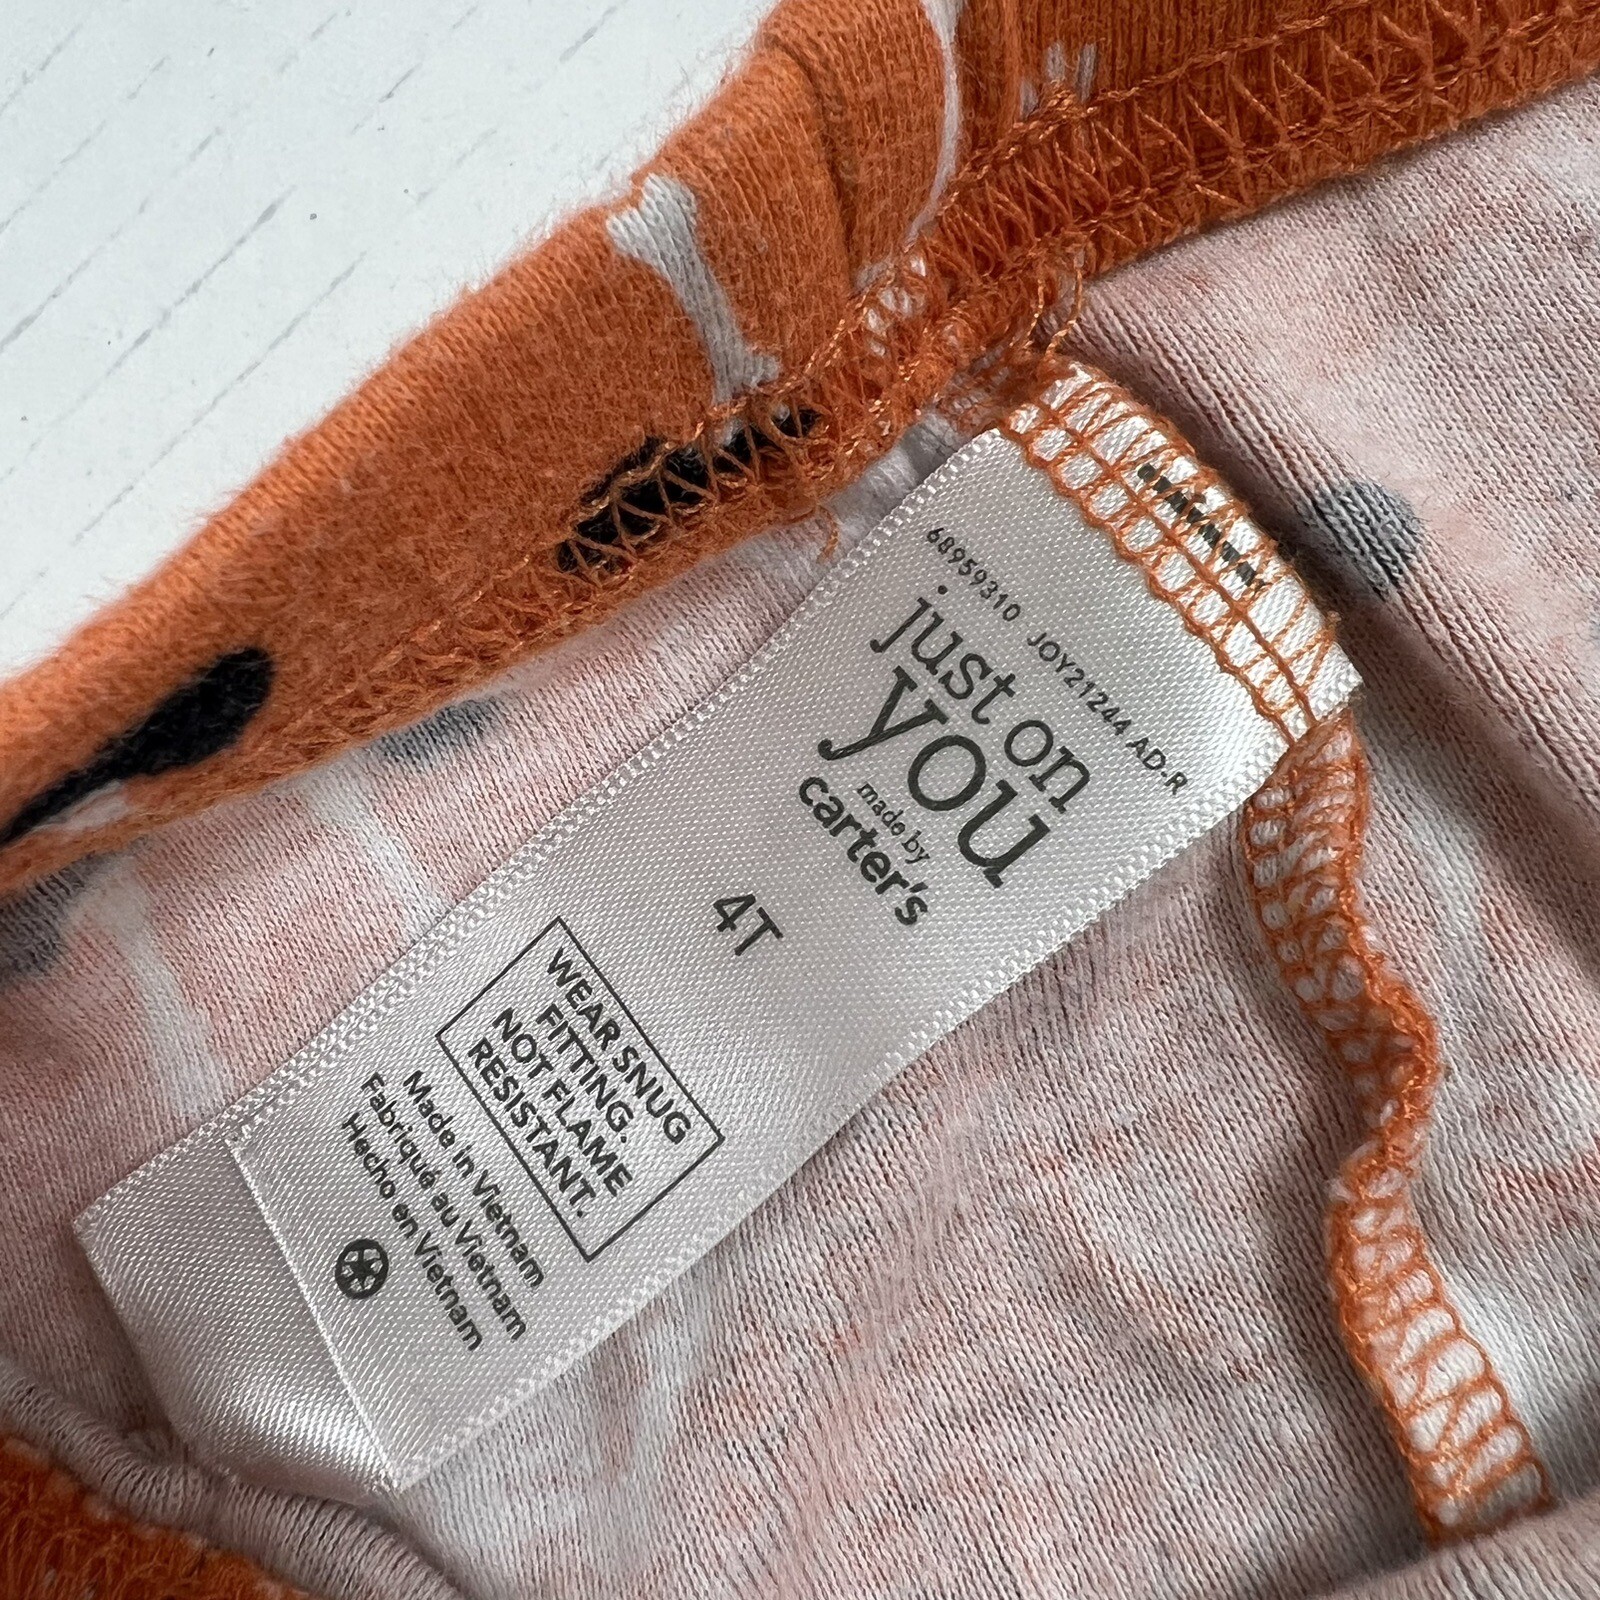 68959310 JOY21244 AD-R
just on
you
made by
carter's
4T
WEAR SNUG
FITTING.
NOT FLAME
RESISTANT.
Made in Vietnam
Fabriqué au Vietnam
Hecho en Vietnam